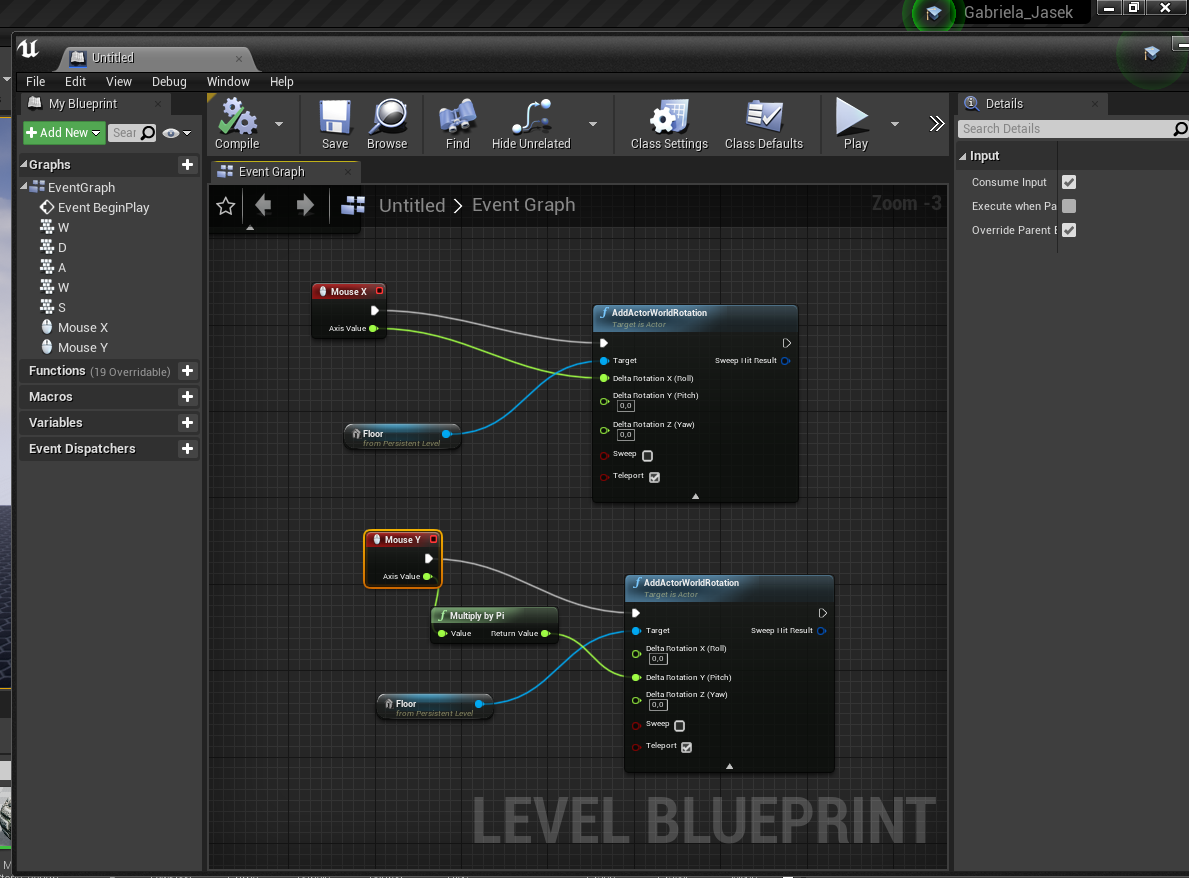 Gabriela_Jasek
Untitled
File Edit View Debug Window Help
My Blueprint
Add New
Sear
Compile
Save
Browse
Find
Hide Unrelated
Class Settings
Class Defaults
Play
Details
Search Details
Graphs
EventGraph
Event BeginPlay
W
D
A
W
S
Mouse X
Mouse Y
Functions (19 Overridable)
Macros
Variables
Event Dispatchers
Event Graph
Untitled > Event Graph
Zoom -3
Mouse X
Axis Value
AddActorWorldRotation
Target is Actor
Target
Sweep Hit Result
Delta Rotation X (Roll)
Delta Rotation Y (Pitch)
0,0
Delta Rotation Z (Yaw)
0,0
Sweep
Teleport
Floor
from Persistent Level
Mouse Y
Axis Value
Multiply by Pi
Value
Return Value
Floor
from Persistent Level
AddActorWorldRotation
Target is Actor
Target
Sweep Hit Result
Delta Rotation X (Roll)
0,0
Delta Rotation Y (Pitch)
Delta Rotation Z (Yaw)
0,0
Sweep
Teleport
LEVEL BLUEPRINT
Input
Consume Input
Execute when Pa
Override Parent